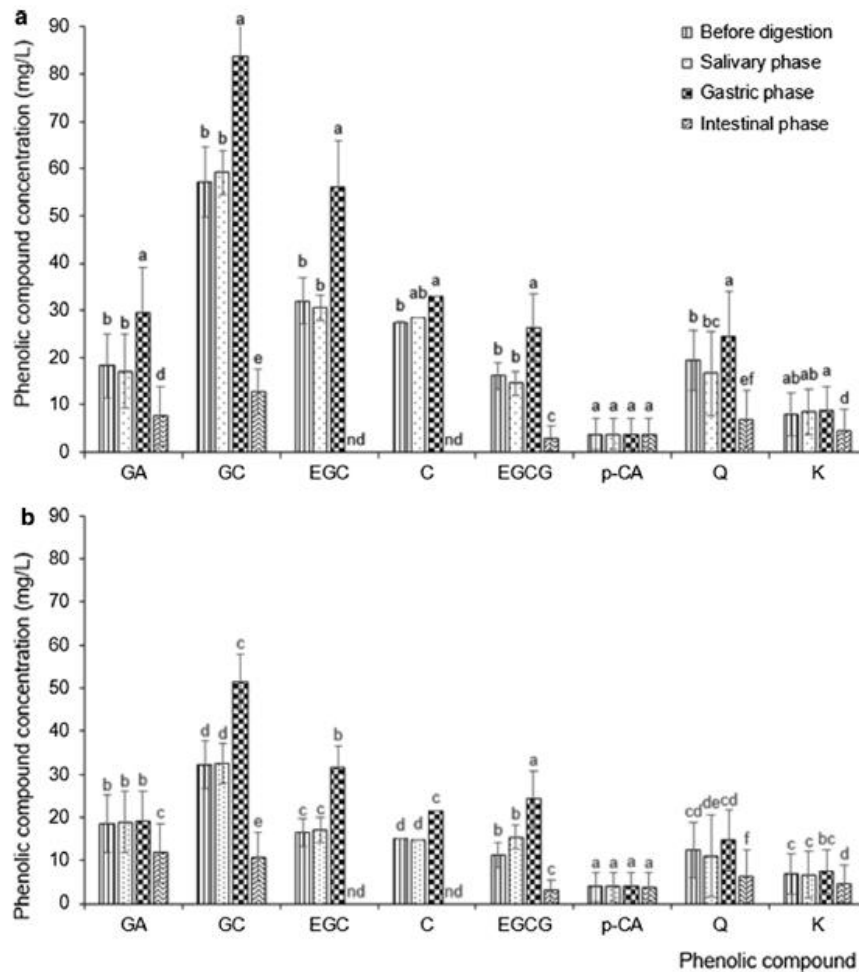 a
Phenolic compound concentration (mg/L)
90
80
70
60
50
40
30
20
10
0
Before digestion
Salivary phase
Gastric phase
Intestinal phase
b b a d
b b a e
b b a nd
b ab a nd
b b a c
a a a a
b bc a ef
ab ab a d
GA GC EGC C EGCG p-CA Q K
b
Phenolic compound concentration (mg/L)
90
80
70
60
50
40
30
20
10
0
b b b c
d d c e
c c b nd
d d c nd
b b a c
a a a a
cd de cd f
c c bc d
GA GC EGC C EGCG p-CA Q K
Phenolic compound